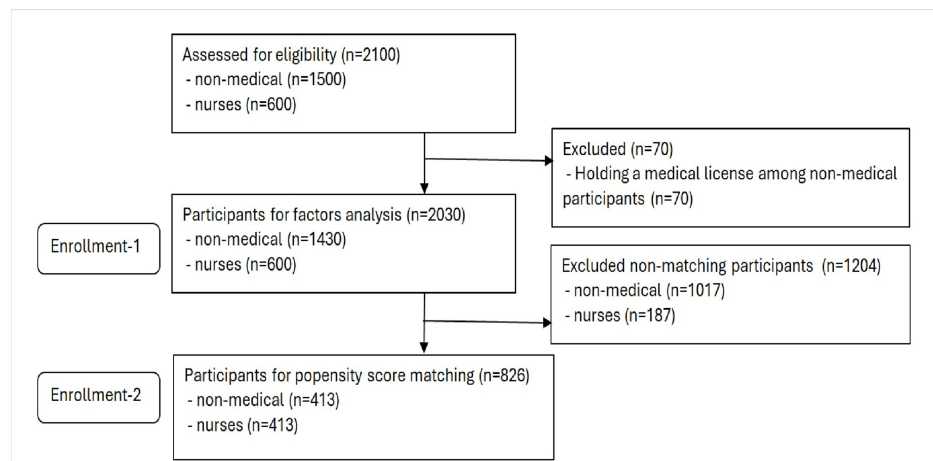 Assessed for eligibility (n=2100)
- non-medical (n=1500)
- nurses (n=600)
Excluded (n=70)
- Holding a medical license among non-medical
participants (n=70)
Enrollment-1
Participants for factors analysis (n=2030)
- non-medical (n=1430)
- nurses (n=600)
Excluded non-matching participants (n=1204)
- non-medical (n=1017)
- nurses (n=187)
Enrollment-2
Participants for popensity score matching (n=826)
- non-medical (n=413)
- nurses (n=413)